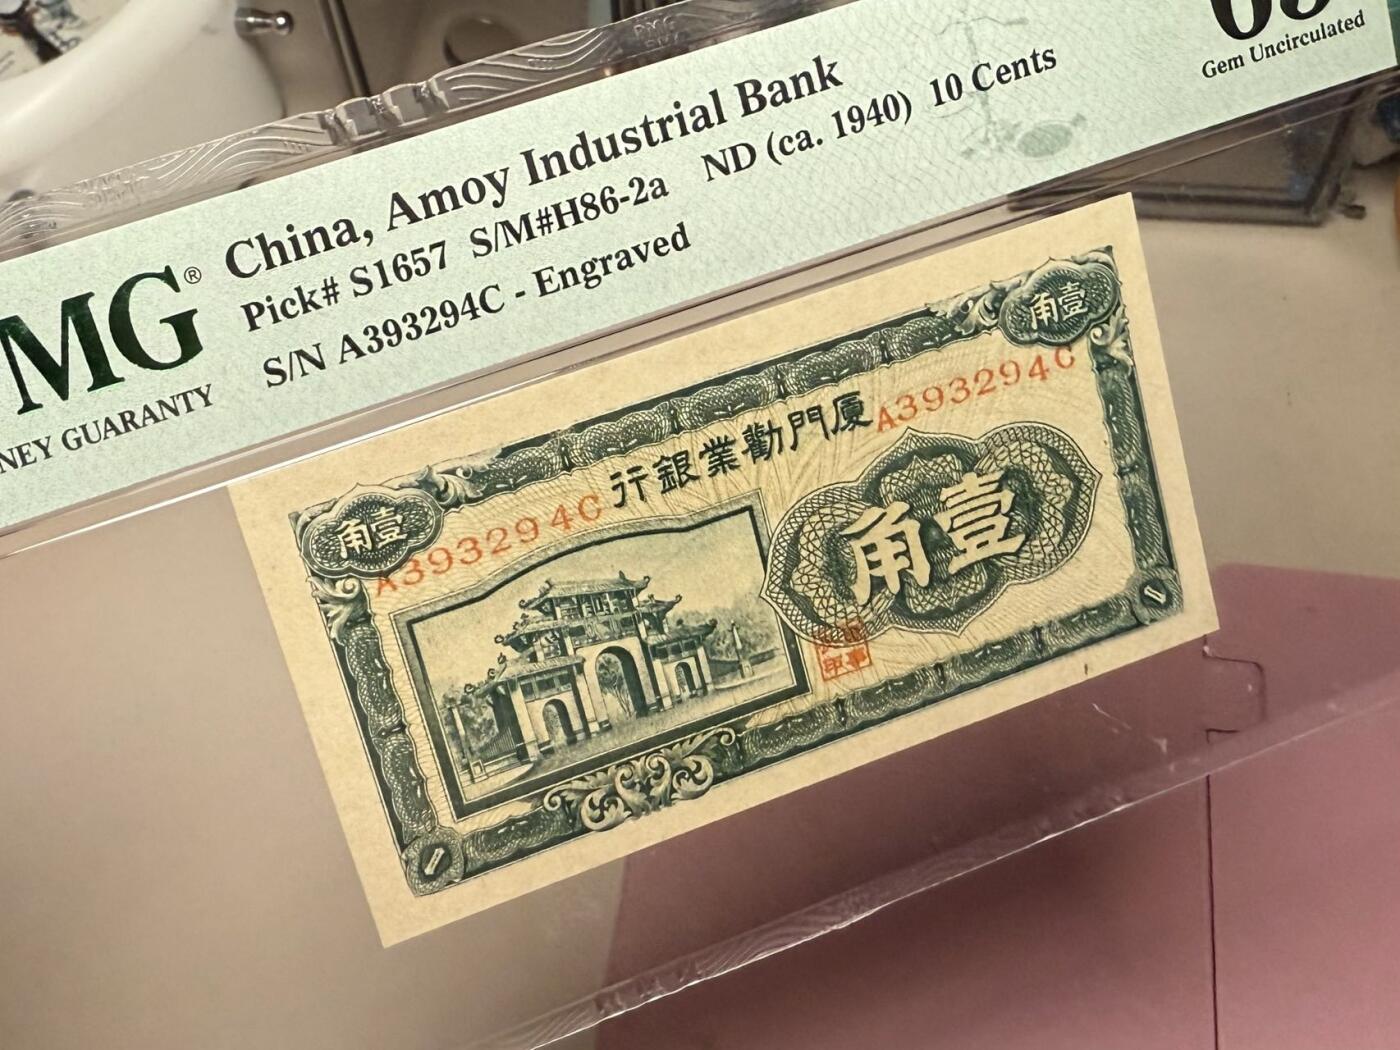 China, Amoy Industrial Bank
Pick# S1657 S/M#H86-2a ND (ca. 1940) 10 Cents
S/N A393294C - Engraved
MG®
NEY GUARANTY
Gem Uncirculated
角壹
角壹
行銀業勸門廈
A393294C
A393294C
角壹